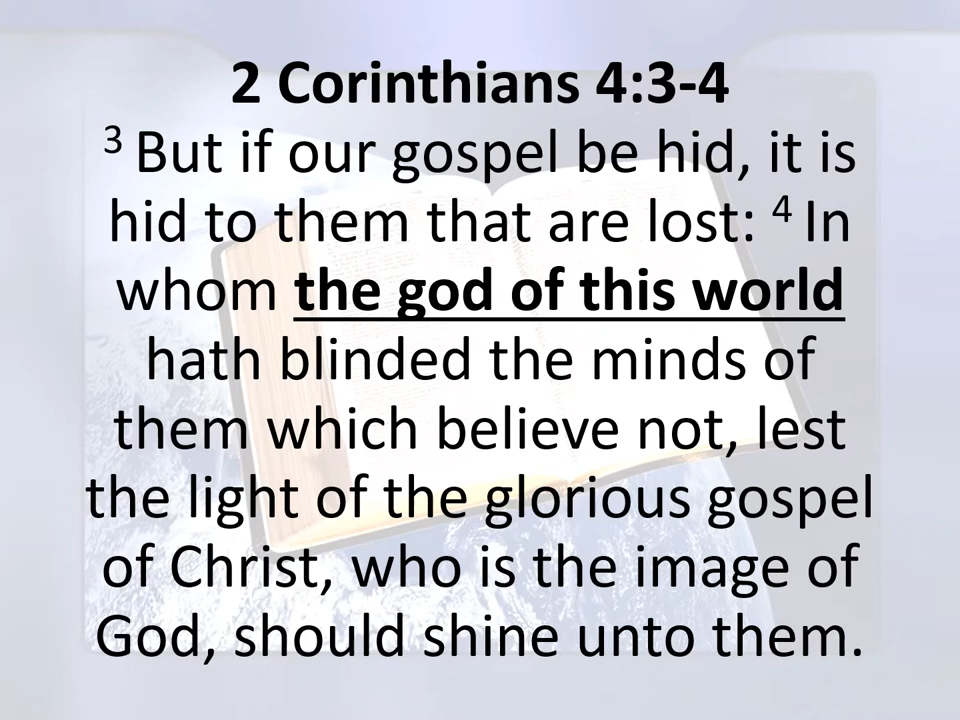 2 Corinthians 4:3-4
3 But if our gospel be hid, it is
hid to them that are lost: 4 In
whom the god of this world
hath blinded the minds of
them which believe not, lest
the light of the glorious gospel
of Christ, who is the image of
God, should shine unto them.